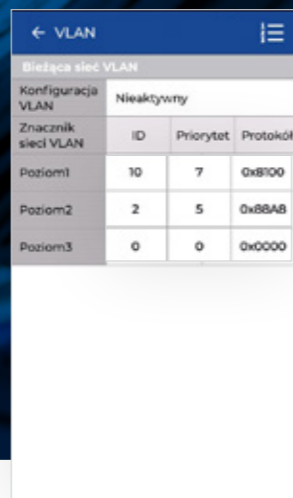 ← VLAN
Bieżąca sieć VLAN
Konfiguracja VLAN Nieaktywny
Znacznik sieci VLAN ID Priorytet Protokół
Poziom1 10 7 0x8100
Poziom2 2 5 0x88A8
Poziom3 0 0 0x0000